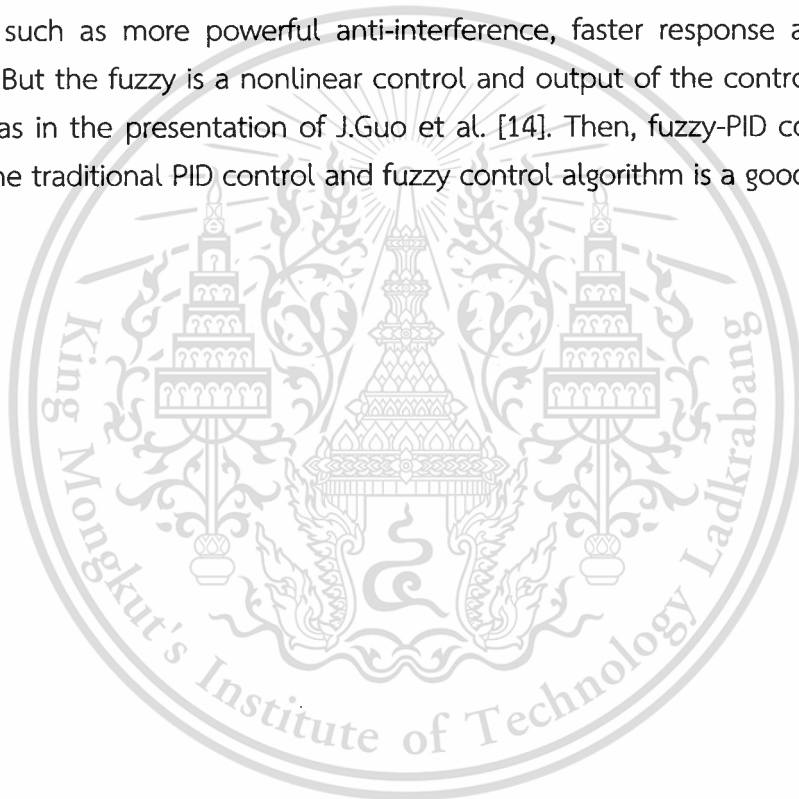 such as more powerful anti-interference, faster response a
But the fuzzy is a nonlinear control and output of the contro
as in the presentation of J.Guo et al. [14]. Then, fuzzy-PID co
he traditional PID control and fuzzy control algorithm is a good
King Mongkut's Institute of Technology Ladkrabang